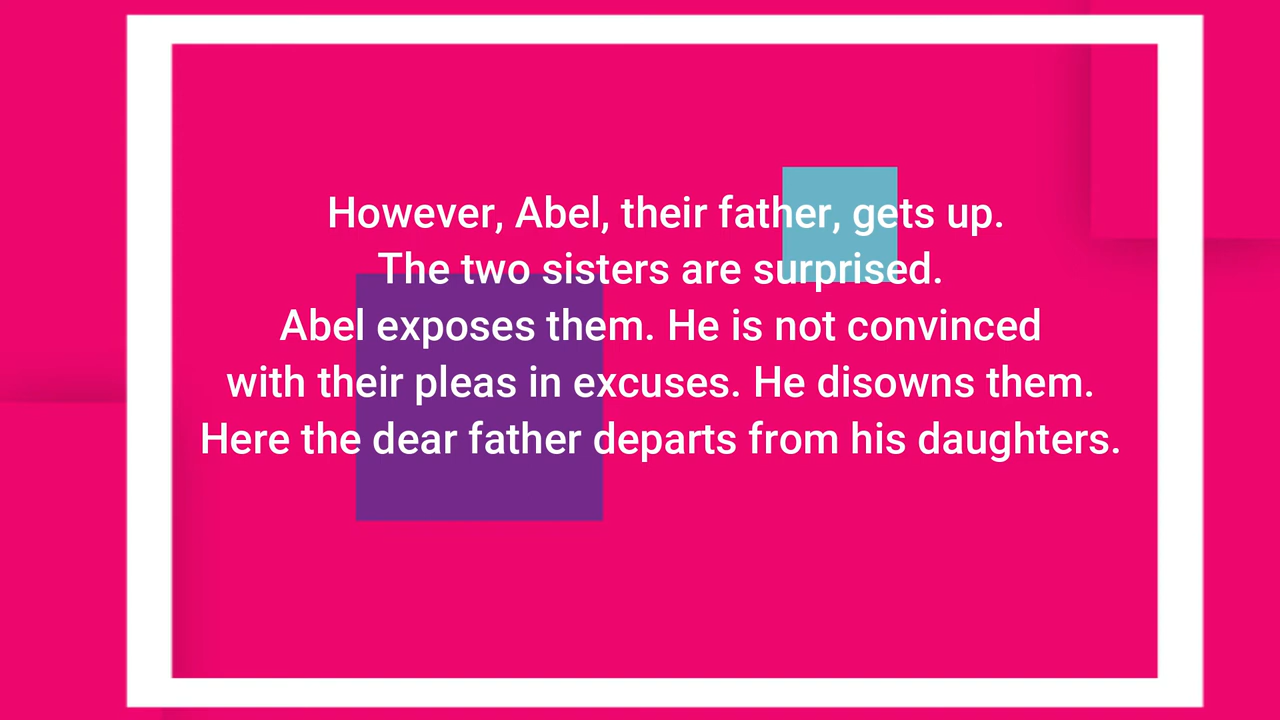 However, Abel, their father, gets up.
The two sisters are surprised.
Abel exposes them. He is not convinced
with their pleas in excuses. He disowns them.
Here the dear father departs from his daughters.